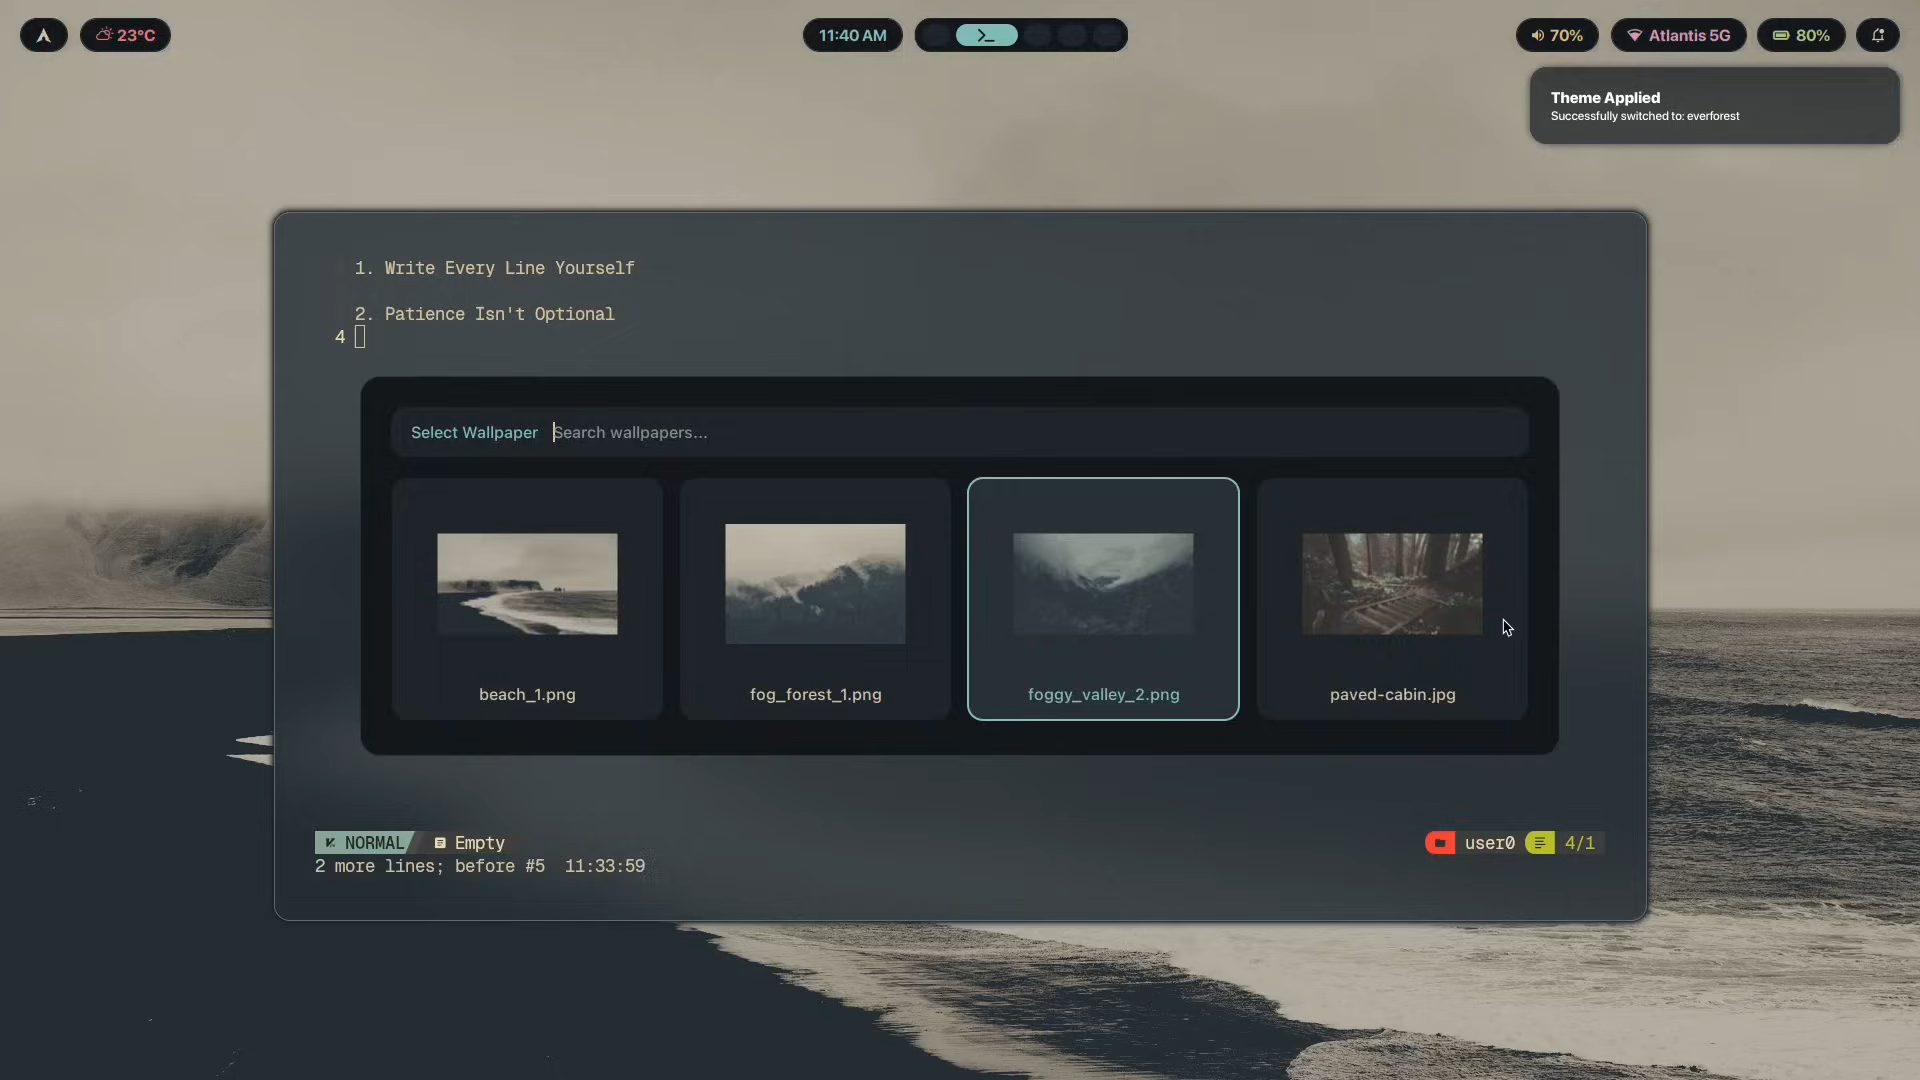 23°C
11:40 AM
70%
Atlantis 5G
80%
Theme Applied
Successfully switched to: everforest
1. Write Every Line Yourself
2. Patience Isn't Optional
4
Select Wallpaper Search wallpapers...
beach_1.png
fog_forest_1.png
foggy_valley_2.png
paved-cabin.jpg
NORMAL Empty
user0 4/1
2 more lines; before #5 11:33:59